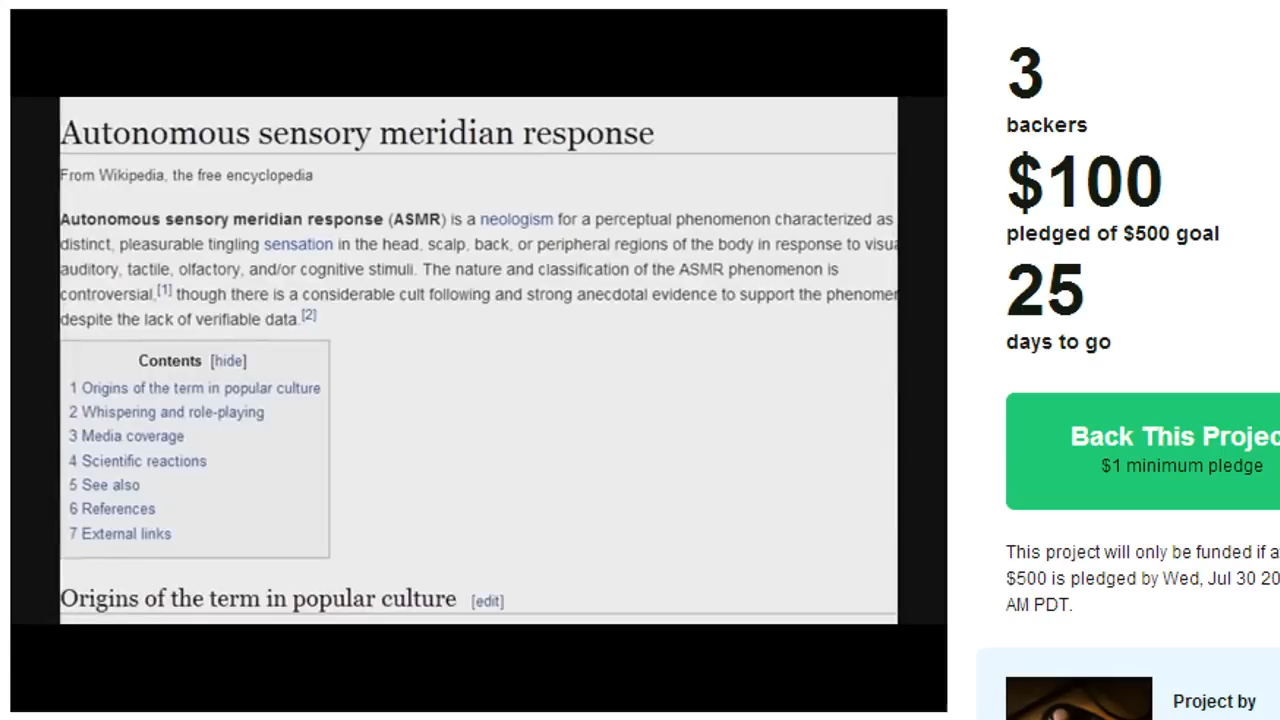 Autonomous sensory meridian response
From Wikipedia, the free encyclopedia
Autonomous sensory meridian response (ASMR) is a neologism for a perceptual phenomenon characterized as
distinct, pleasurable tingling sensation in the head, scalp, back, or peripheral regions of the body in response to
auditory, tactile, olfactory, and/or cognitive stimuli. The nature and classification of the ASMR phenomenon is
controversial,[1] though there is a considerable cult following and strong anecdotal evidence to support the
despite the lack of verifiable data.[2]
Contents [hide]
1 Origins of the term in popular culture
2 Whispering and role-playing
3 Media coverage
4 Scientific reactions
5 See also
6 References
7 External links
Origins of the term in popular culture [edit]
3
backers
$100
pledged of $500 goal
25
days to go
Back This
$1 minimum pledge
This project will only be funded if
$500 is pledged by Wed, Jul 30
AM PDT.
Project by